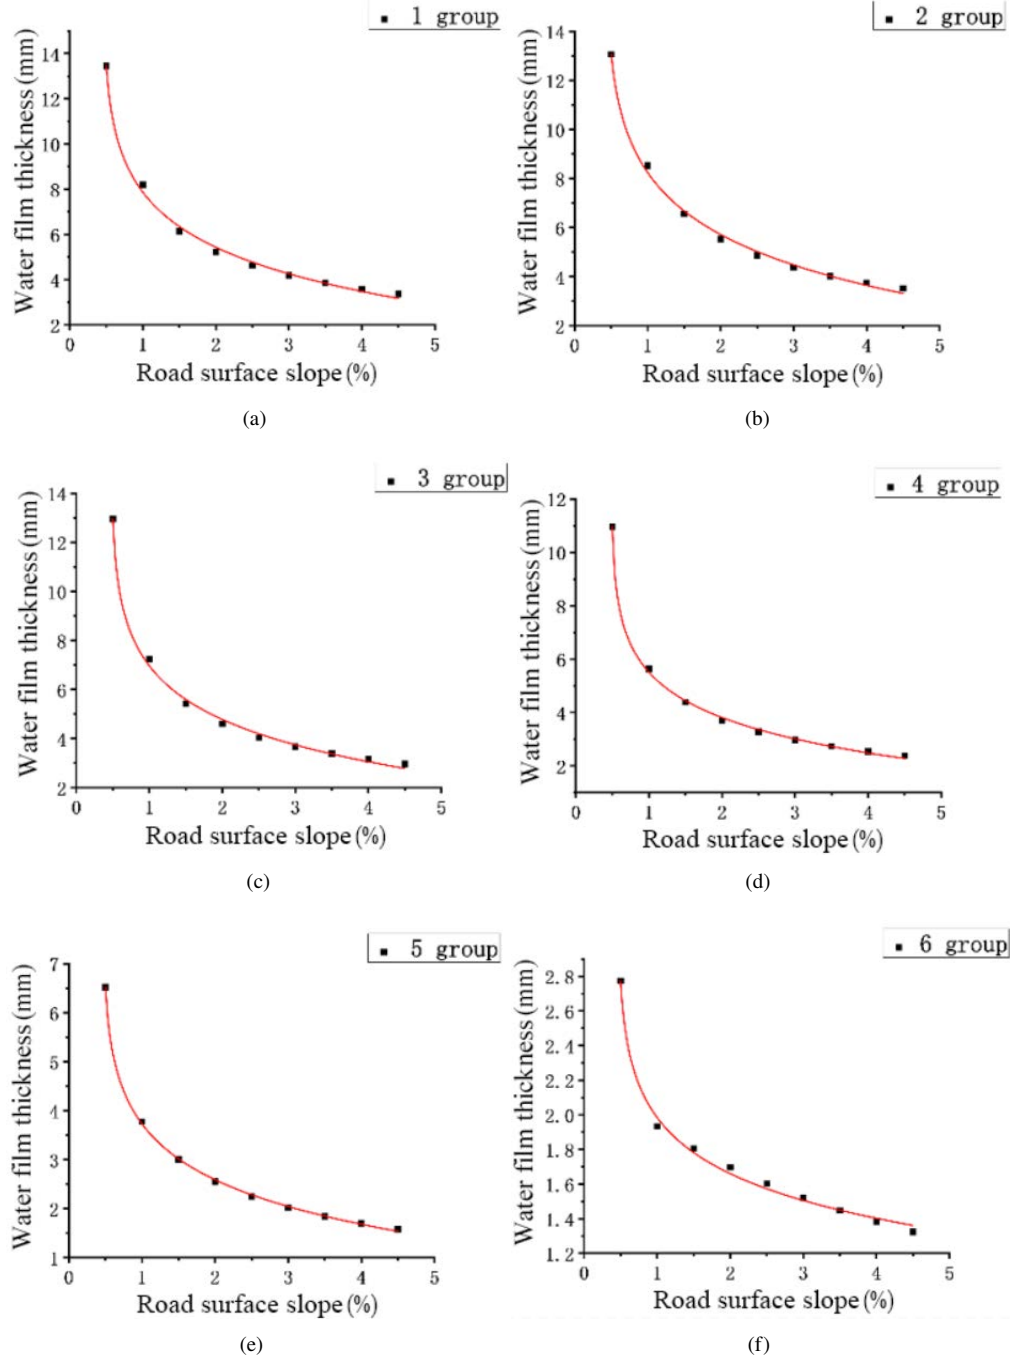 1 group
2 group
Water film thickness (mm)
14
12
10
8
6
4
2
0 1 2 3 4 5
Road surface slope (%)
(a)
Water film thickness (mm)
14
12
10
8
6
4
2
0 1 2 3 4 5
Road surface slope (%)
(b)
3 group
4 group
Water film thickness (mm)
14
12
10
8
6
4
2
0 1 2 3 4 5
Road surface slope (%)
(c)
Water film thickness (mm)
12
10
8
6
4
2
0 1 2 3 4 5
Road surface slope (%)
(d)
5 group
6 group
Water film thickness (mm)
7
6
5
4
3
2
1
0 1 2 3 4 5
Road surface slope (%)
(e)
Water film thickness (mm)
2.8
2.6
2.4
2.2
2.0
1.8
1.6
1.4
1.2
0 1 2 3 4 5
Road surface slope (%)
(f)